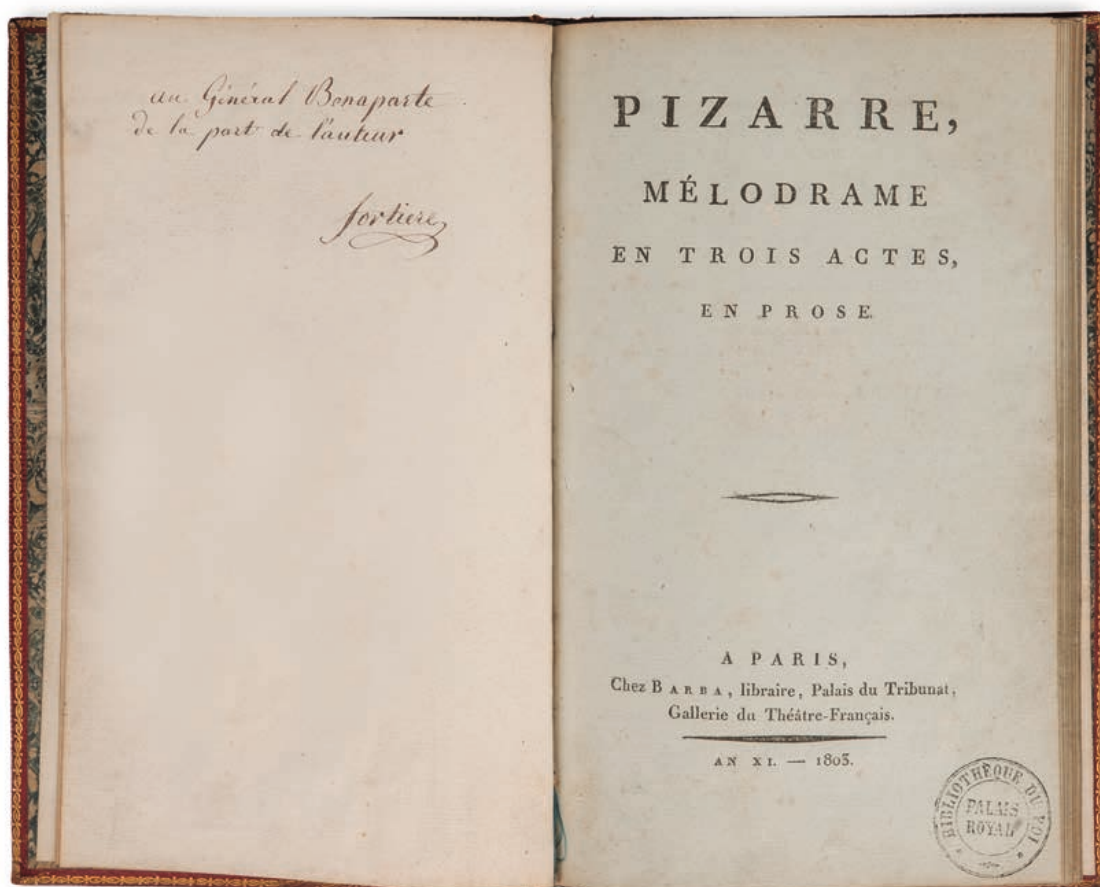 au Général Bonaparte
de la part de l'auteur
fortiere
PIZARRE,
MÉLODRAME
EN TROIS ACTES,
EN PROSE.
A PARIS,
Chez BARBA, libraire, Palais du Tribunat,
Gallerie du Théâtre-Français.
AN XI. — 1803.
BIBLIOTHÈQUE DU ROI
PALAIS
ROYAL